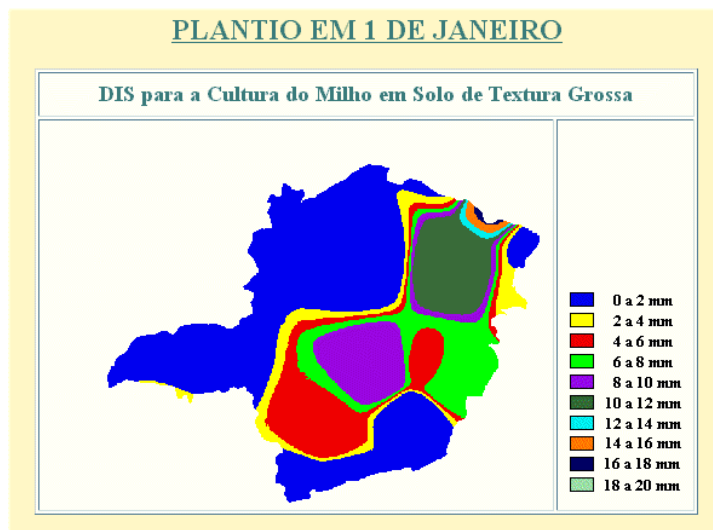 PLANTIO EM 1 DE JANEIRO
DIS para a Cultura do Milho em Solo de Textura Grossa
0 a 2 mm
2 a 4 mm
4 a 6 mm
6 a 8 mm
8 a 10 mm
10 a 12 mm
12 a 14 mm
14 a 16 mm
16 a 18 mm
18 a 20 mm